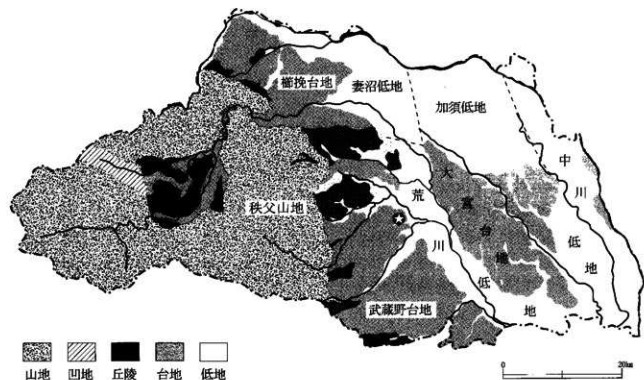 櫛挽台地
妻沼低地
加須低地
中川低地
大宮台地
荒川低地
秩父山地
武蔵野台地
山地
凹地
丘陵
台地
低地
0
20km